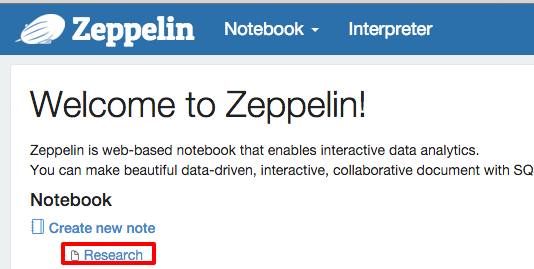 Zeppelin Notebook Interpreter
Welcome to Zeppelin!
Zeppelin is web-based notebook that enables interactive data analytics.
You can make beautiful data-driven, interactive, collaborative document with SQ
Notebook
Create new note
Research